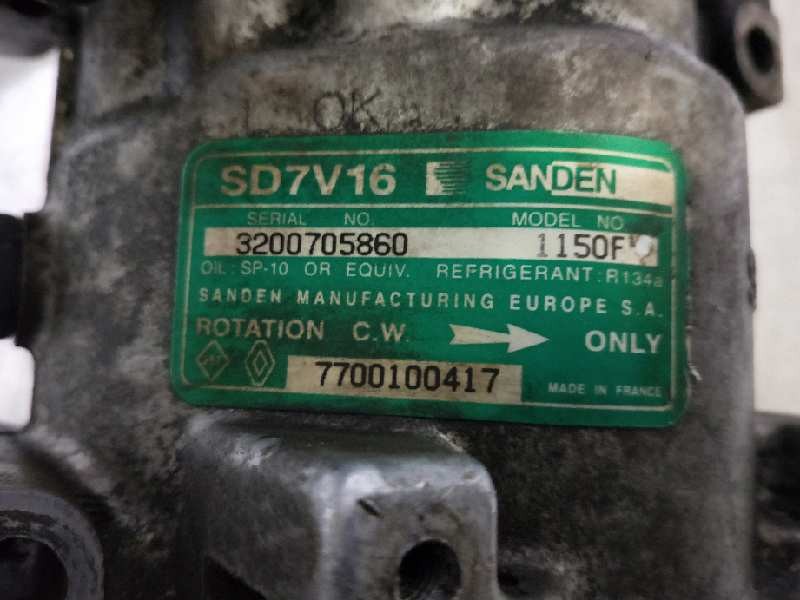 OK
SD7V16 SANDEN
SERIAL NO. MODEL NO.
3200705860 1150F
OIL: SP-10 OR EQUIV. REFRIGERANT: R134a
SANDEN MANUFACTURING EUROPE S.A.
ROTATION C.W. ONLY
7700100417 MADE IN FRANCE